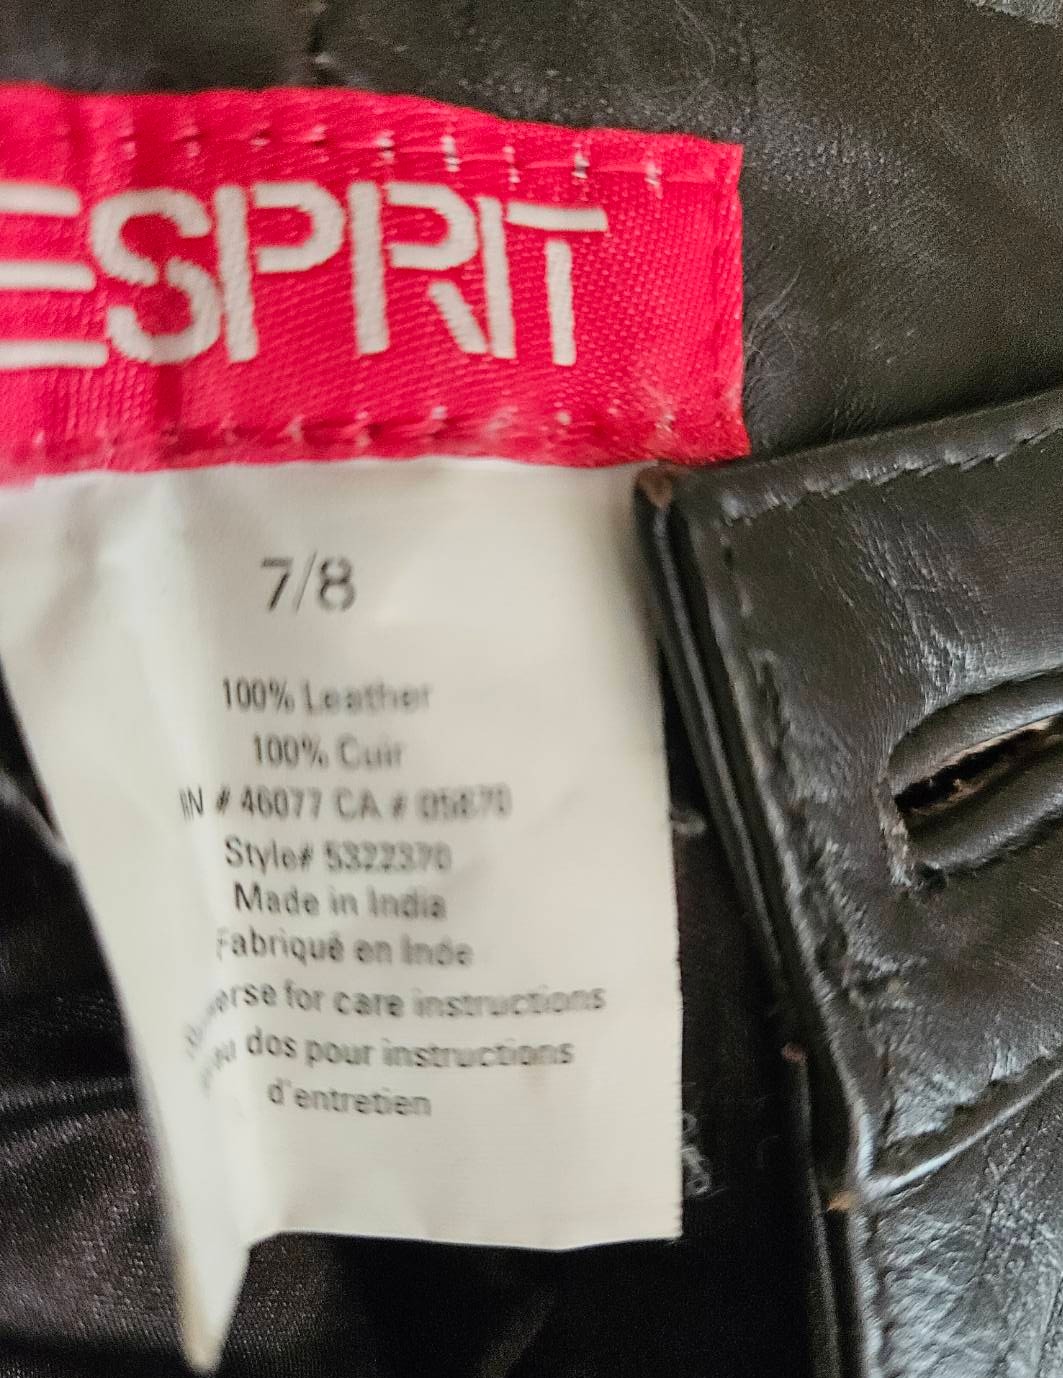 ESPRIT
7/8
100% Leather
100% Cuir
IN # 46077 CA # 05870
Style# 5322370
Made in India
Fabriqué en Inde
for care instructions
dos pour instructions
d'entretien